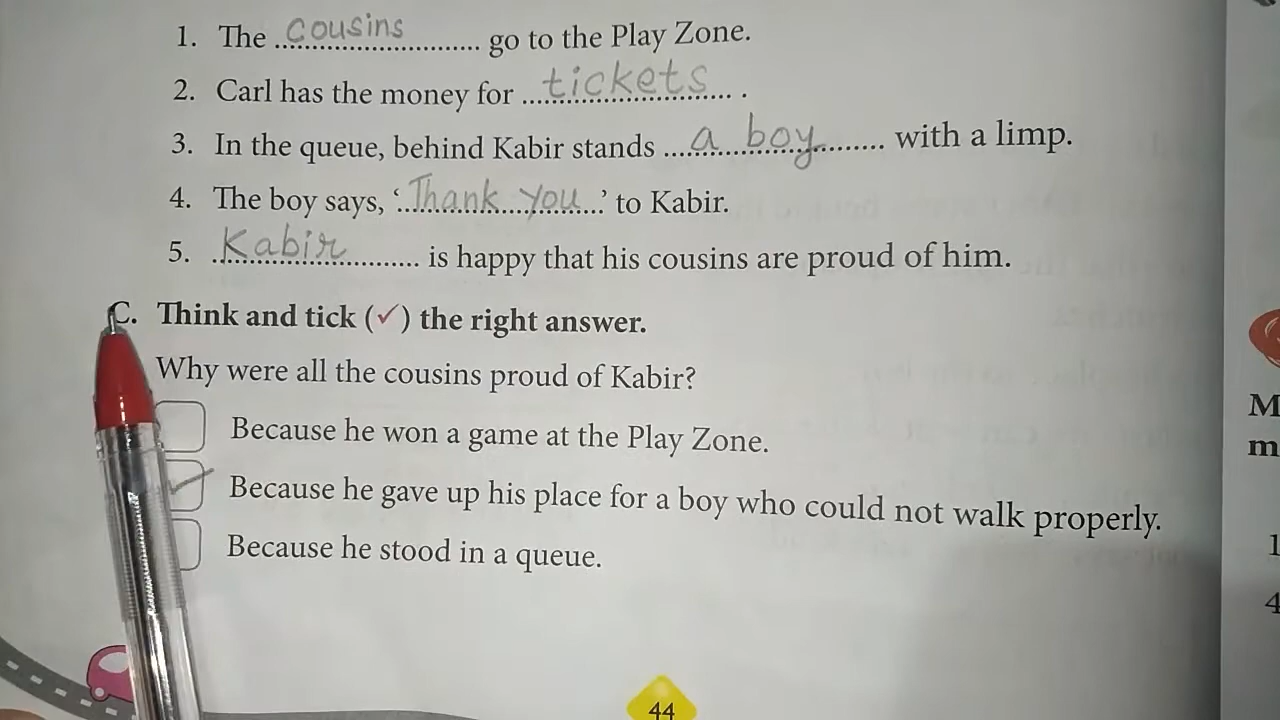 1. The cousins go to the Play Zone.
2. Carl has the money for tickets.
3. In the queue, behind Kabir stands a boy with a limp.
4. The boy says, ‘Thank you’ to Kabir.
5. Kabir is happy that his cousins are proud of him.
C. Think and tick (✓) the right answer.
Why were all the cousins proud of Kabir?
Because he won a game at the Play Zone.
✓ Because he gave up his place for a boy who could not walk properly.
Because he stood in a queue.
44
M
m
1
4